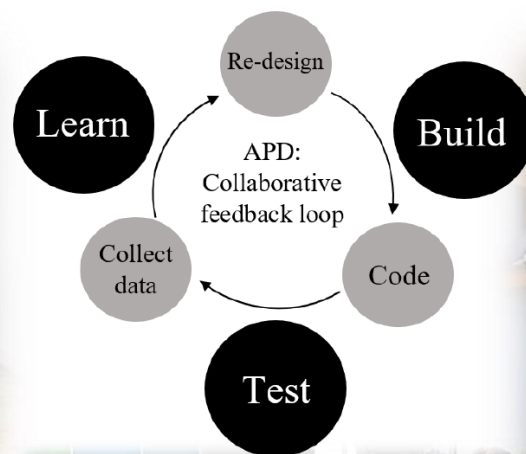 Re-design
Learn
Build
APD:
Collaborative
feedback loop
Collect
data
Code
Test